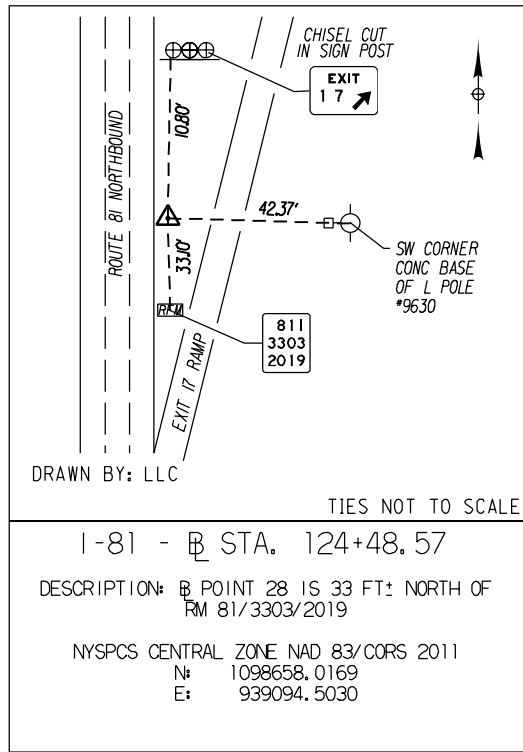 CHISEL CUT
IN SIGN POST
EXIT
17
ROUTE 81 NORTHBOUND
10.80'
42.37'
33.10'
SW CORNER
CONC BASE
OF L POLE
#9630
RM
811
3303
2019
EXIT 17 RAMP
DRAWN BY: LLC
TIES NOT TO SCALE
I-81 - BL STA. 124+48.57
DESCRIPTION: BL POINT 28 IS 33 FT± NORTH OF
RM 81/3303/2019
NYSPCS CENTRAL ZONE NAD 83/CORS 2011
N: 1098658.0169
E: 939094.5030